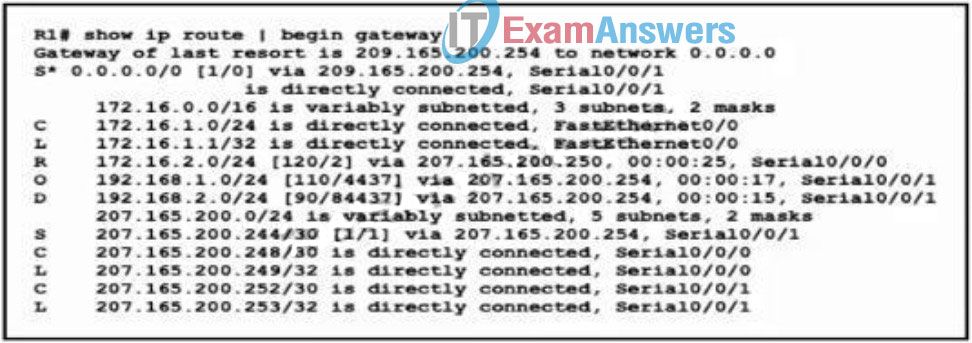 ITExamAnswers
R1# show ip route | begin gateway
Gateway of last resort is 209.165.200.254 to network 0.0.0.0
S* 0.0.0.0/0 [1/0] via 209.165.200.254, Serial0/0/1
is directly connected, Serial0/0/1
172.16.0.0/16 is variably subnetted, 3 subnets, 2 masks
C 172.16.1.0/24 is directly connected, FastEthernet0/0
L 172.16.1.1/32 is directly connected, FastEthernet0/0
R 172.16.2.0/24 [120/2] via 207.165.200.250, 00:00:25, Serial0/0/0
O 192.168.1.0/24 [110/4437] via 207.165.200.254, 00:00:17, Serial0/0/1
D 192.168.2.0/24 [90/84437] via 207.165.200.254, 00:00:15, Serial0/0/1
207.165.200.0/24 is variably subnetted, 5 subnets, 2 masks
S 207.165.200.244/30 [1/1] via 207.165.200.254, Serial0/0/1
C 207.165.200.248/30 is directly connected, Serial0/0/0
L 207.165.200.249/32 is directly connected, Serial0/0/0
C 207.165.200.252/30 is directly connected, Serial0/0/1
L 207.165.200.253/32 is directly connected, Serial0/0/1